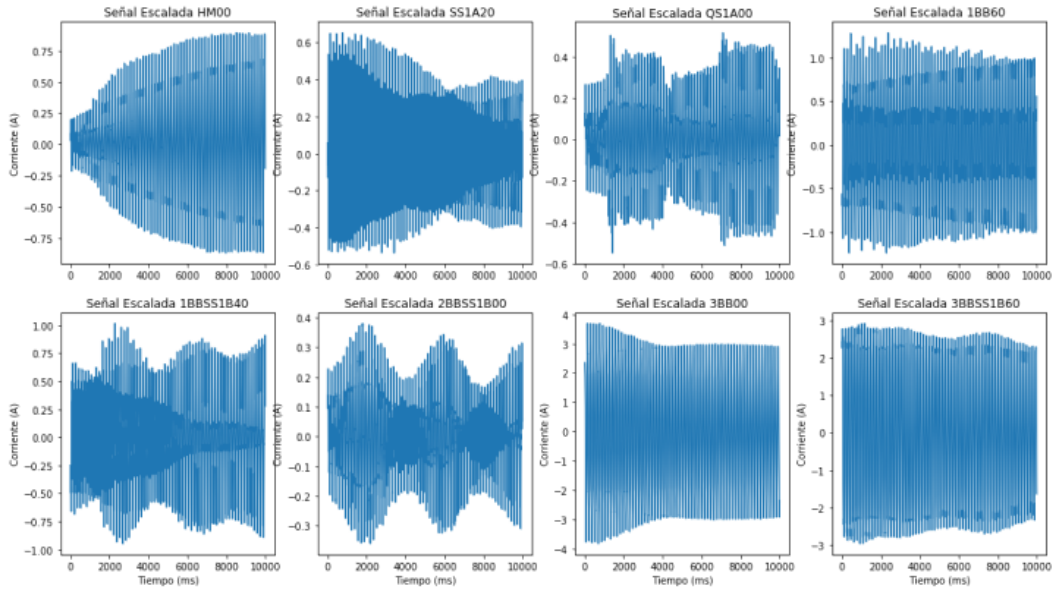 Señal Escalada HM00
Señal Escalada SS1A20
Señal Escalada QS1A00
Señal Escalada 1BB60
Corriente (A)
0.75
0.50
0.25
0.00
−0.25
−0.50
−0.75
0 2000 4000 6000 8000 10000
Corriente (A)
0.6
0.4
0.2
0.0
−0.2
−0.4
−0.6
0 2000 4000 6000 8000 10000
Corriente (A)
0.4
0.2
0.0
−0.2
−0.4
−0.6
0 2000 4000 6000 8000 10000
Corriente (A)
1.0
0.5
0.0
−0.5
−1.0
0 2000 4000 6000 8000 10000
Señal Escalada 1BBSS1B40
Señal Escalada 2BBSS1B00
Señal Escalada 3BB00
Señal Escalada 3BBSS1B60
Corriente (A)
1.00
0.75
0.50
0.25
0.00
−0.25
−0.50
−0.75
−1.00
0 2000 4000 6000 8000 10000
Tiempo (ms)
Corriente (A)
0.4
0.3
0.2
0.1
0.0
−0.1
−0.2
−0.3
0 2000 4000 6000 8000 10000
Tiempo (ms)
Corriente (A)
4
3
2
1
0
−1
−2
−3
−4
0 2000 4000 6000 8000 10000
Tiempo (ms)
Corriente (A)
3
2
1
0
−1
−2
−3
0 2000 4000 6000 8000 10000
Tiempo (ms)